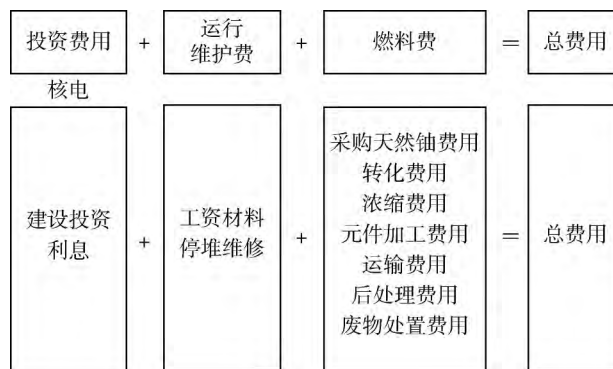 投资费用 + 运行维护费 + 燃料费 = 总费用
核电
建设投资利息 + 工资材料停堆维修 + 采购天然铀费用 = 总费用
转化费用
浓缩费用
元件加工费用
运输费用
后处理费用
废物处置费用